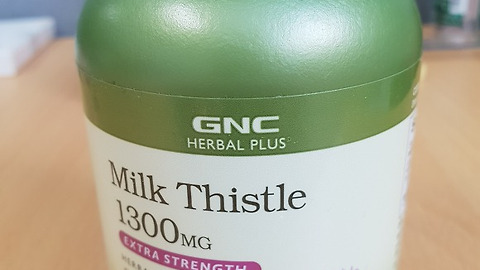 GNC
HERBAL PLUS
Milk Thistle
1300MG
EXTRA STRENGTH